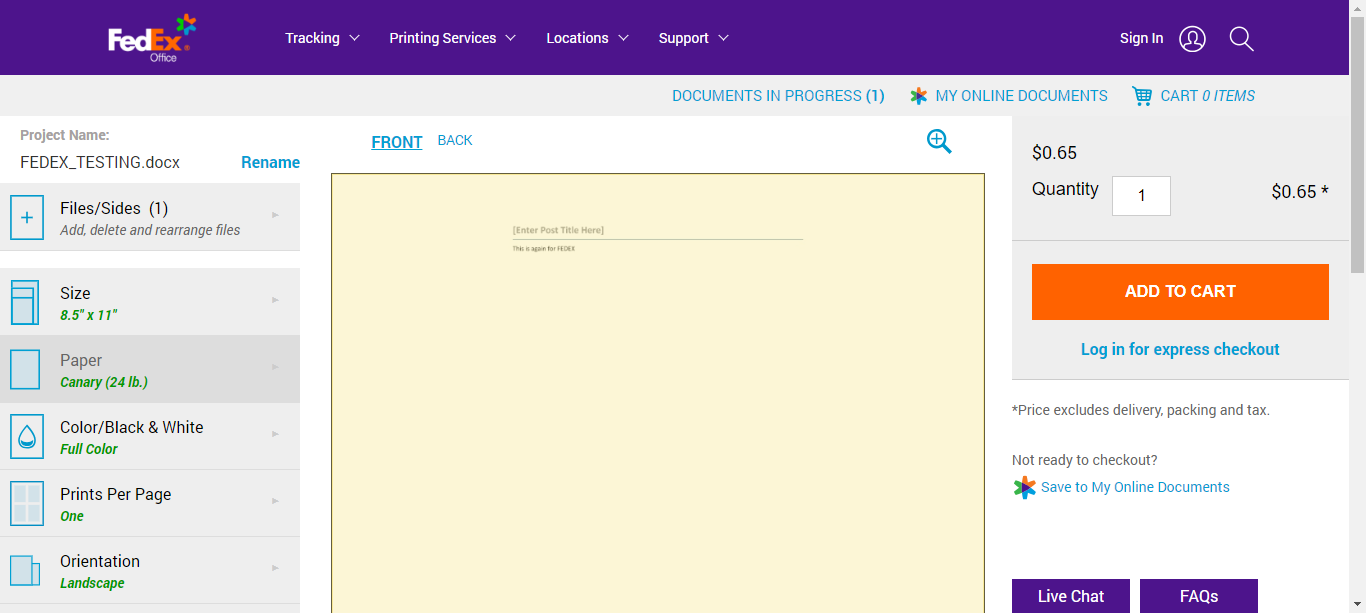 FedEx®
Office
Tracking
Printing Services
Locations
Support
Sign In
DOCUMENTS IN PROGRESS (1)
MY ONLINE DOCUMENTS
CART 0 ITEMS
Project Name:
FEDEX_TESTING.docx
Rename
Files/Sides (1)
Add, delete and rearrange files
Size
8.5" x 11"
Paper
Canary (24 lb.)
Color/Black & White
Full Color
Prints Per Page
One
Orientation
Landscape
FRONT
BACK
[Enter Post Title Here]
This is again for FEDEX
$0.65
Quantity
1
$0.65 *
ADD TO CART
Log in for express checkout
*Price excludes delivery, packing and tax.
Not ready to checkout?
Save to My Online Documents
Live Chat
FAQs